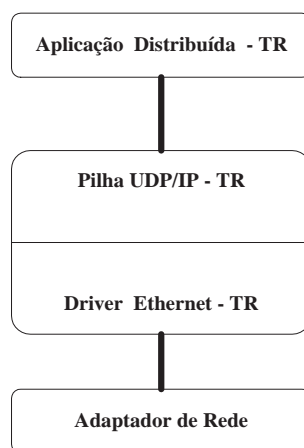 Aplicação Distribuída - TR
Pilha UDP/IP - TR
Driver Ethernet - TR
Adaptador de Rede